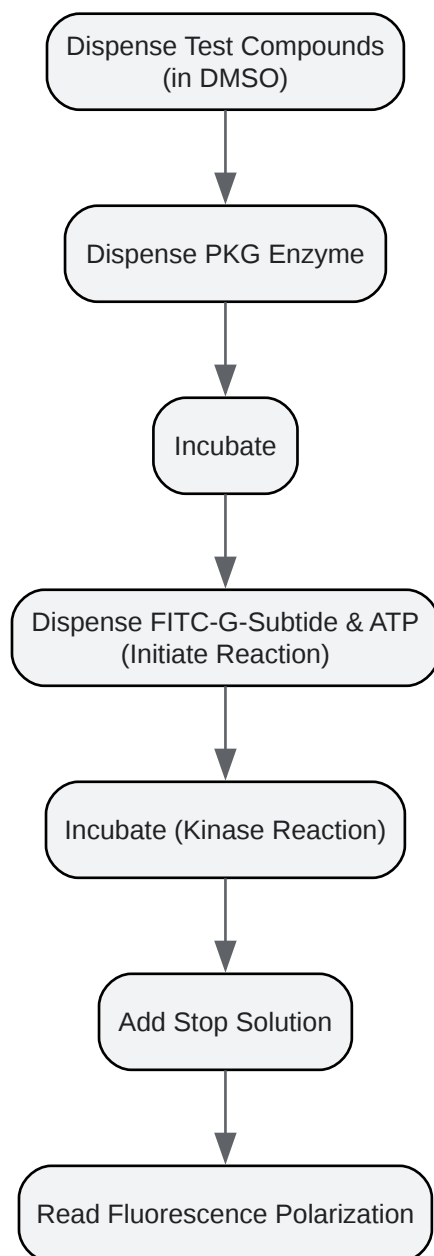 Dispense Test Compounds
(in DMSO)
Dispense PKG Enzyme
Incubate
Dispense FITC-G-Subtide & ATP
(Initiate Reaction)
Incubate (Kinase Reaction)
Add Stop Solution
Read Fluorescence Polarization